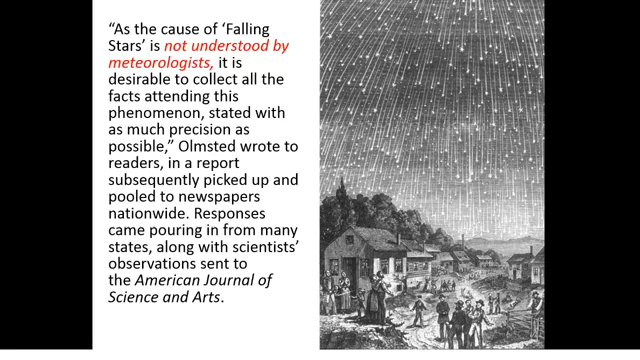 “As the cause of ‘Falling
Stars’ is not understood by
meteorologists, it is
desirable to collect all the
facts attending this
phenomenon, stated with
as much precision as
possible,” Olmsted wrote to
readers, in a report
subsequently picked up and
pooled to newspapers
nationwide. Responses
came pouring in from many
states, along with scientists’
observations sent to
the American Journal of
Science and Arts.